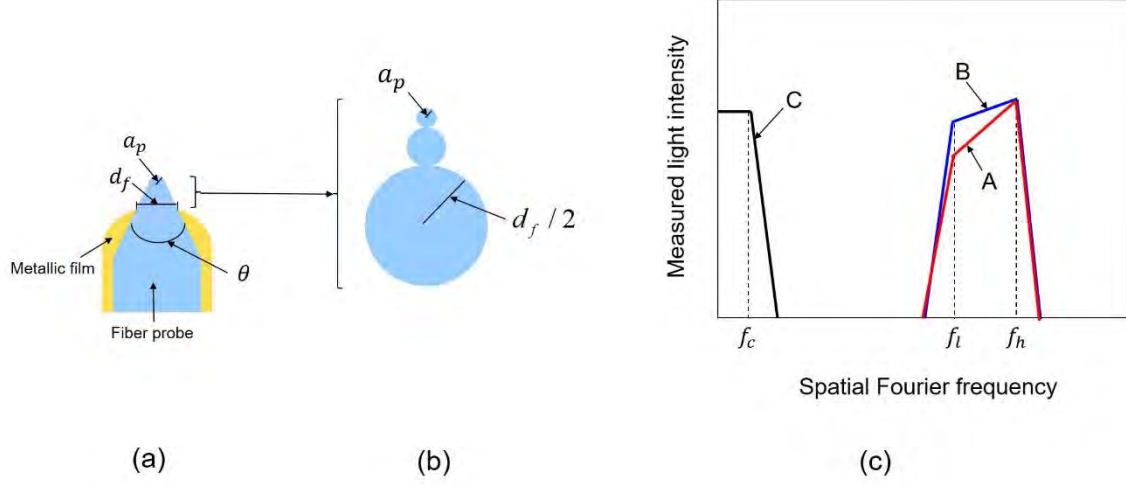 a_p
d_f
Metallic film
θ
Fiber probe
(a)
a_p
d_f / 2
(b)
Measured light intensity
C
B
A
f_c
f_l
f_h
Spatial Fourier frequency
(c)